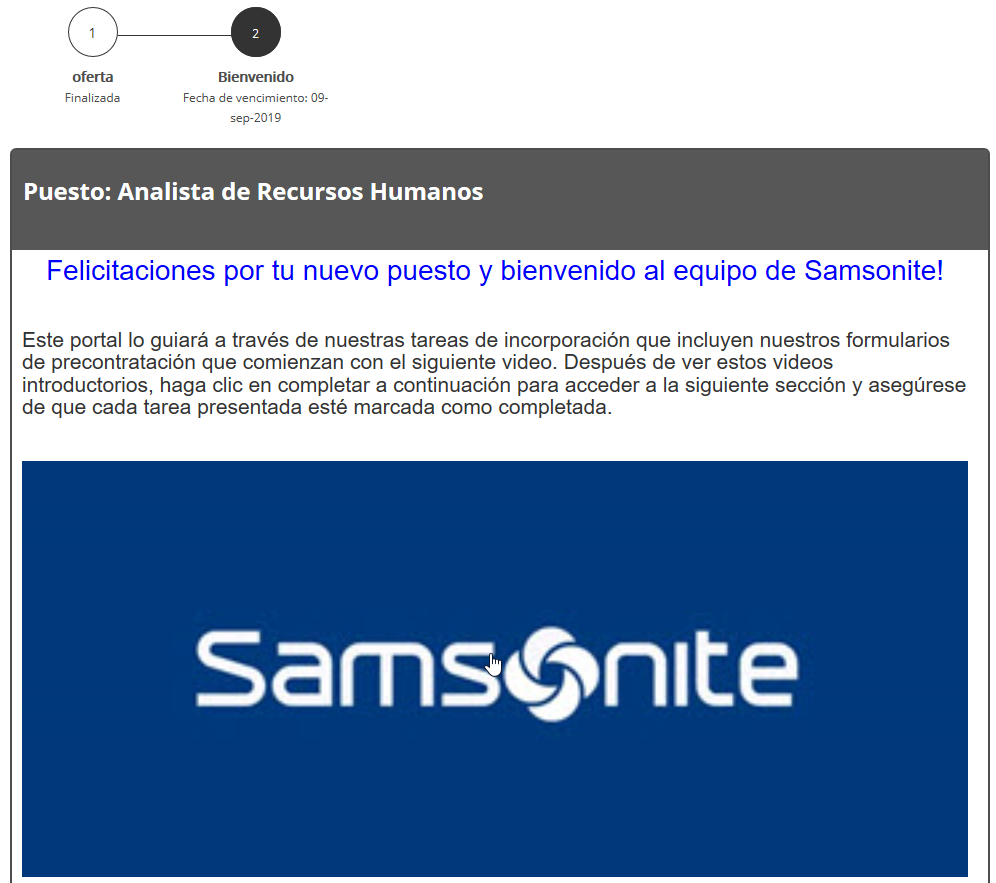 1
2
oferta
Finalizada
Bienvenido
Fecha de vencimiento: 09-
sep-2019
Puesto: Analista de Recursos Humanos
Felicitaciones por tu nuevo puesto y bienvenido al equipo de Samsonite!
Este portal lo guiará a través de nuestras tareas de incorporación que incluyen nuestros formularios
de precontratación que comienzan con el siguiente video. Después de ver estos videos
introductorios, haga clic en completar a continuación para acceder a la siguiente sección y asegúrese
de que cada tarea presentada esté marcada como completada.
Samsonite